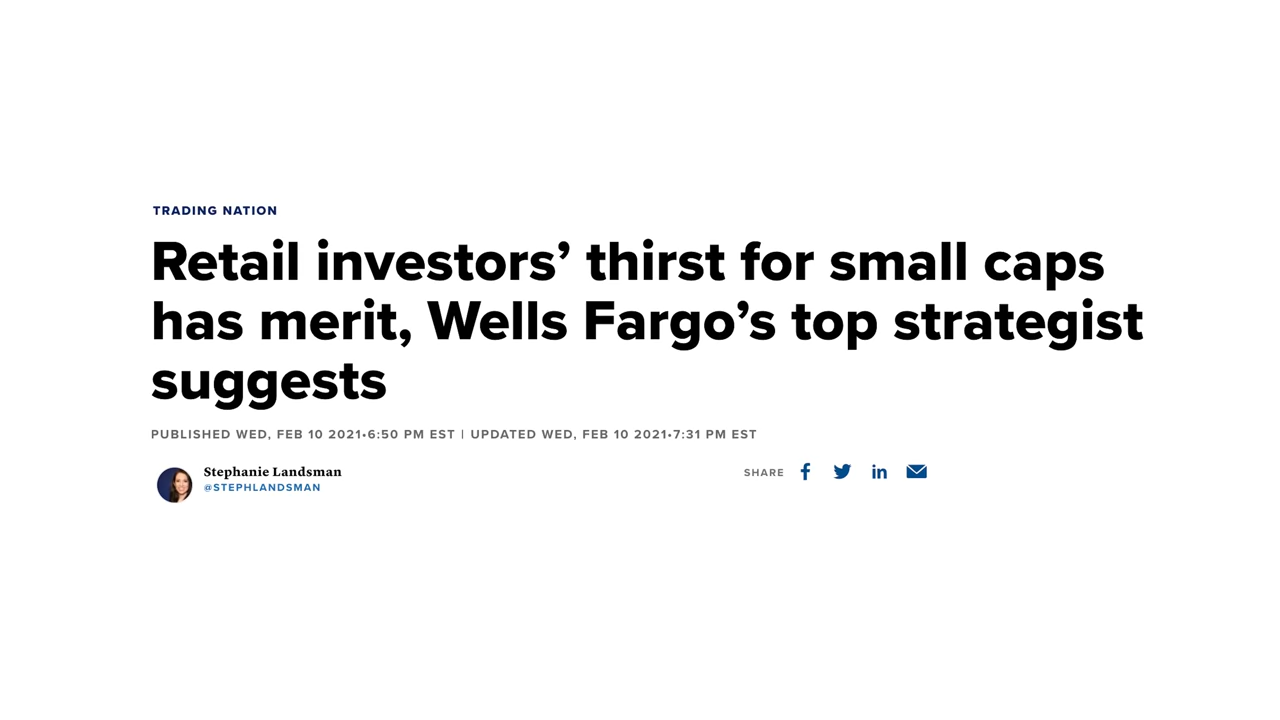 TRADING NATION
Retail investors’ thirst for small caps
has merit, Wells Fargo’s top strategist
suggests
PUBLISHED WED, FEB 10 2021•6:50 PM EST | UPDATED WED, FEB 10 2021•7:31 PM EST
Stephanie Landsman
@STEPHLANDSMAN
SHARE